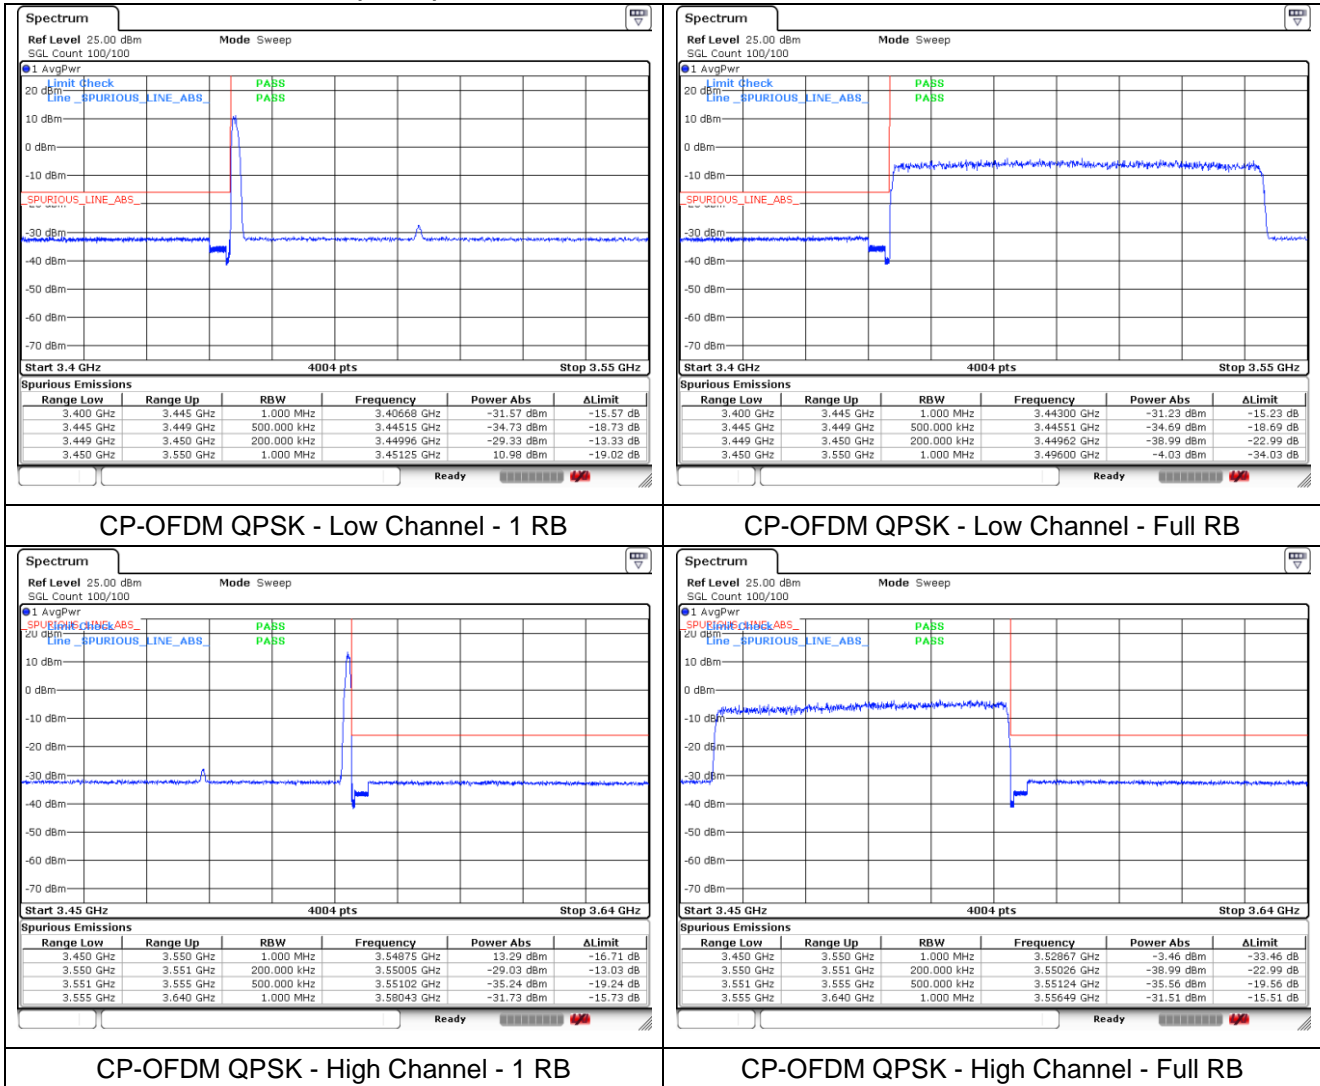 Spectrum
Ref Level 25.00 dBm Mode Sweep
SGL Count 100/100
1 AvgPwr
Limit Check PASS
20 dBm
Line _SPURIOUS_LINE_ABS_ PASS
10 dBm
0 dBm
-10 dBm
_SPURIOUS_LINE_ABS_
-30 dBm
-40 dBm
-50 dBm
-60 dBm
-70 dBm
Start 3.4 GHz 4004 pts Stop 3.55 GHz
Spurious Emissions
Range Low Range Up RBW Frequency Power Abs ΔLimit
3.400 GHz 3.445 GHz 1.000 MHz 3.40668 GHz -31.57 dBm -15.57 dB
3.445 GHz 3.449 GHz 500.000 kHz 3.44515 GHz -34.73 dBm -18.73 dB
3.449 GHz 3.450 GHz 200.000 kHz 3.44996 GHz -29.33 dBm -13.33 dB
3.450 GHz 3.550 GHz 1.000 MHz 3.45125 GHz 10.98 dBm -19.02 dB
Ready
CP-OFDM QPSK - Low Channel - 1 RB
Spectrum
Ref Level 25.00 dBm Mode Sweep
SGL Count 100/100
1 AvgPwr
Limit Check PASS
20 dBm
Line _SPURIOUS_LINE_ABS_ PASS
10 dBm
0 dBm
-10 dBm
_SPURIOUS_LINE_ABS_
-30 dBm
-40 dBm
-50 dBm
-60 dBm
-70 dBm
Start 3.4 GHz 4004 pts Stop 3.55 GHz
Spurious Emissions
Range Low Range Up RBW Frequency Power Abs ΔLimit
3.400 GHz 3.445 GHz 1.000 MHz 3.44300 GHz -31.23 dBm -15.23 dB
3.445 GHz 3.449 GHz 500.000 kHz 3.44551 GHz -34.69 dBm -18.69 dB
3.449 GHz 3.450 GHz 200.000 kHz 3.44962 GHz -38.99 dBm -22.99 dB
3.450 GHz 3.550 GHz 1.000 MHz 3.49600 GHz -4.03 dBm -34.03 dB
Ready
CP-OFDM QPSK - Low Channel - Full RB
Spectrum
Ref Level 25.00 dBm Mode Sweep
SGL Count 100/100
1 AvgPwr
_SPURIOUS_LINE_ABS_
Limit Check PASS
20 dBm
Line _SPURIOUS_LINE_ABS_ PASS
10 dBm
0 dBm
-10 dBm
-20 dBm
-30 dBm
-40 dBm
-50 dBm
-60 dBm
-70 dBm
Start 3.45 GHz 4004 pts Stop 3.64 GHz
Spurious Emissions
Range Low Range Up RBW Frequency Power Abs ΔLimit
3.450 GHz 3.550 GHz 1.000 MHz 3.54875 GHz 13.29 dBm -16.71 dB
3.550 GHz 3.551 GHz 200.000 kHz 3.55005 GHz -29.03 dBm -13.03 dB
3.551 GHz 3.555 GHz 500.000 kHz 3.55102 GHz -35.24 dBm -19.24 dB
3.555 GHz 3.640 GHz 1.000 MHz 3.58043 GHz -31.73 dBm -15.73 dB
Ready
CP-OFDM QPSK - High Channel - 1 RB
Spectrum
Ref Level 25.00 dBm Mode Sweep
SGL Count 100/100
1 AvgPwr
_SPURIOUS_LINE_ABS_
Limit Check PASS
20 dBm
Line _SPURIOUS_LINE_ABS_ PASS
10 dBm
0 dBm
-10 dBm
-20 dBm
-30 dBm
-40 dBm
-50 dBm
-60 dBm
-70 dBm
Start 3.45 GHz 4004 pts Stop 3.64 GHz
Spurious Emissions
Range Low Range Up RBW Frequency Power Abs ΔLimit
3.450 GHz 3.550 GHz 1.000 MHz 3.52867 GHz -3.46 dBm -33.46 dB
3.550 GHz 3.551 GHz 200.000 kHz 3.55026 GHz -38.99 dBm -22.99 dB
3.551 GHz 3.555 GHz 500.000 kHz 3.55124 GHz -35.56 dBm -19.56 dB
3.555 GHz 3.640 GHz 1.000 MHz 3.55649 GHz -31.51 dBm -15.51 dB
Ready
CP-OFDM QPSK - High Channel - Full RB